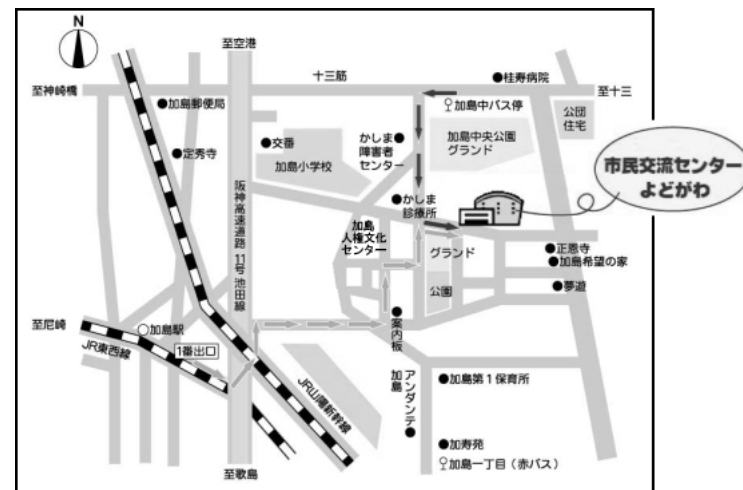 N
至空港
十三筋
桂寿病院
至神崎橋
至十三
加島郵便局
加島中バス停
公団
住宅
定秀寺
交番
かしま
障害者
センター
加島中央公園
グランド
加島小学校
市民交流センター
よどがわ
阪神高速道路 11号 池田線
かしま
診療所
加島
人権文化
センター
グランド
正恩寺
加島希望の家
夢遊
公園
至尼崎
加島駅
1番出口
JR東西線
案内板
JR山陽新幹線
アンダンテ
加島
加島第1保育所
加寿苑
加島一丁目（赤バス）
至歌島